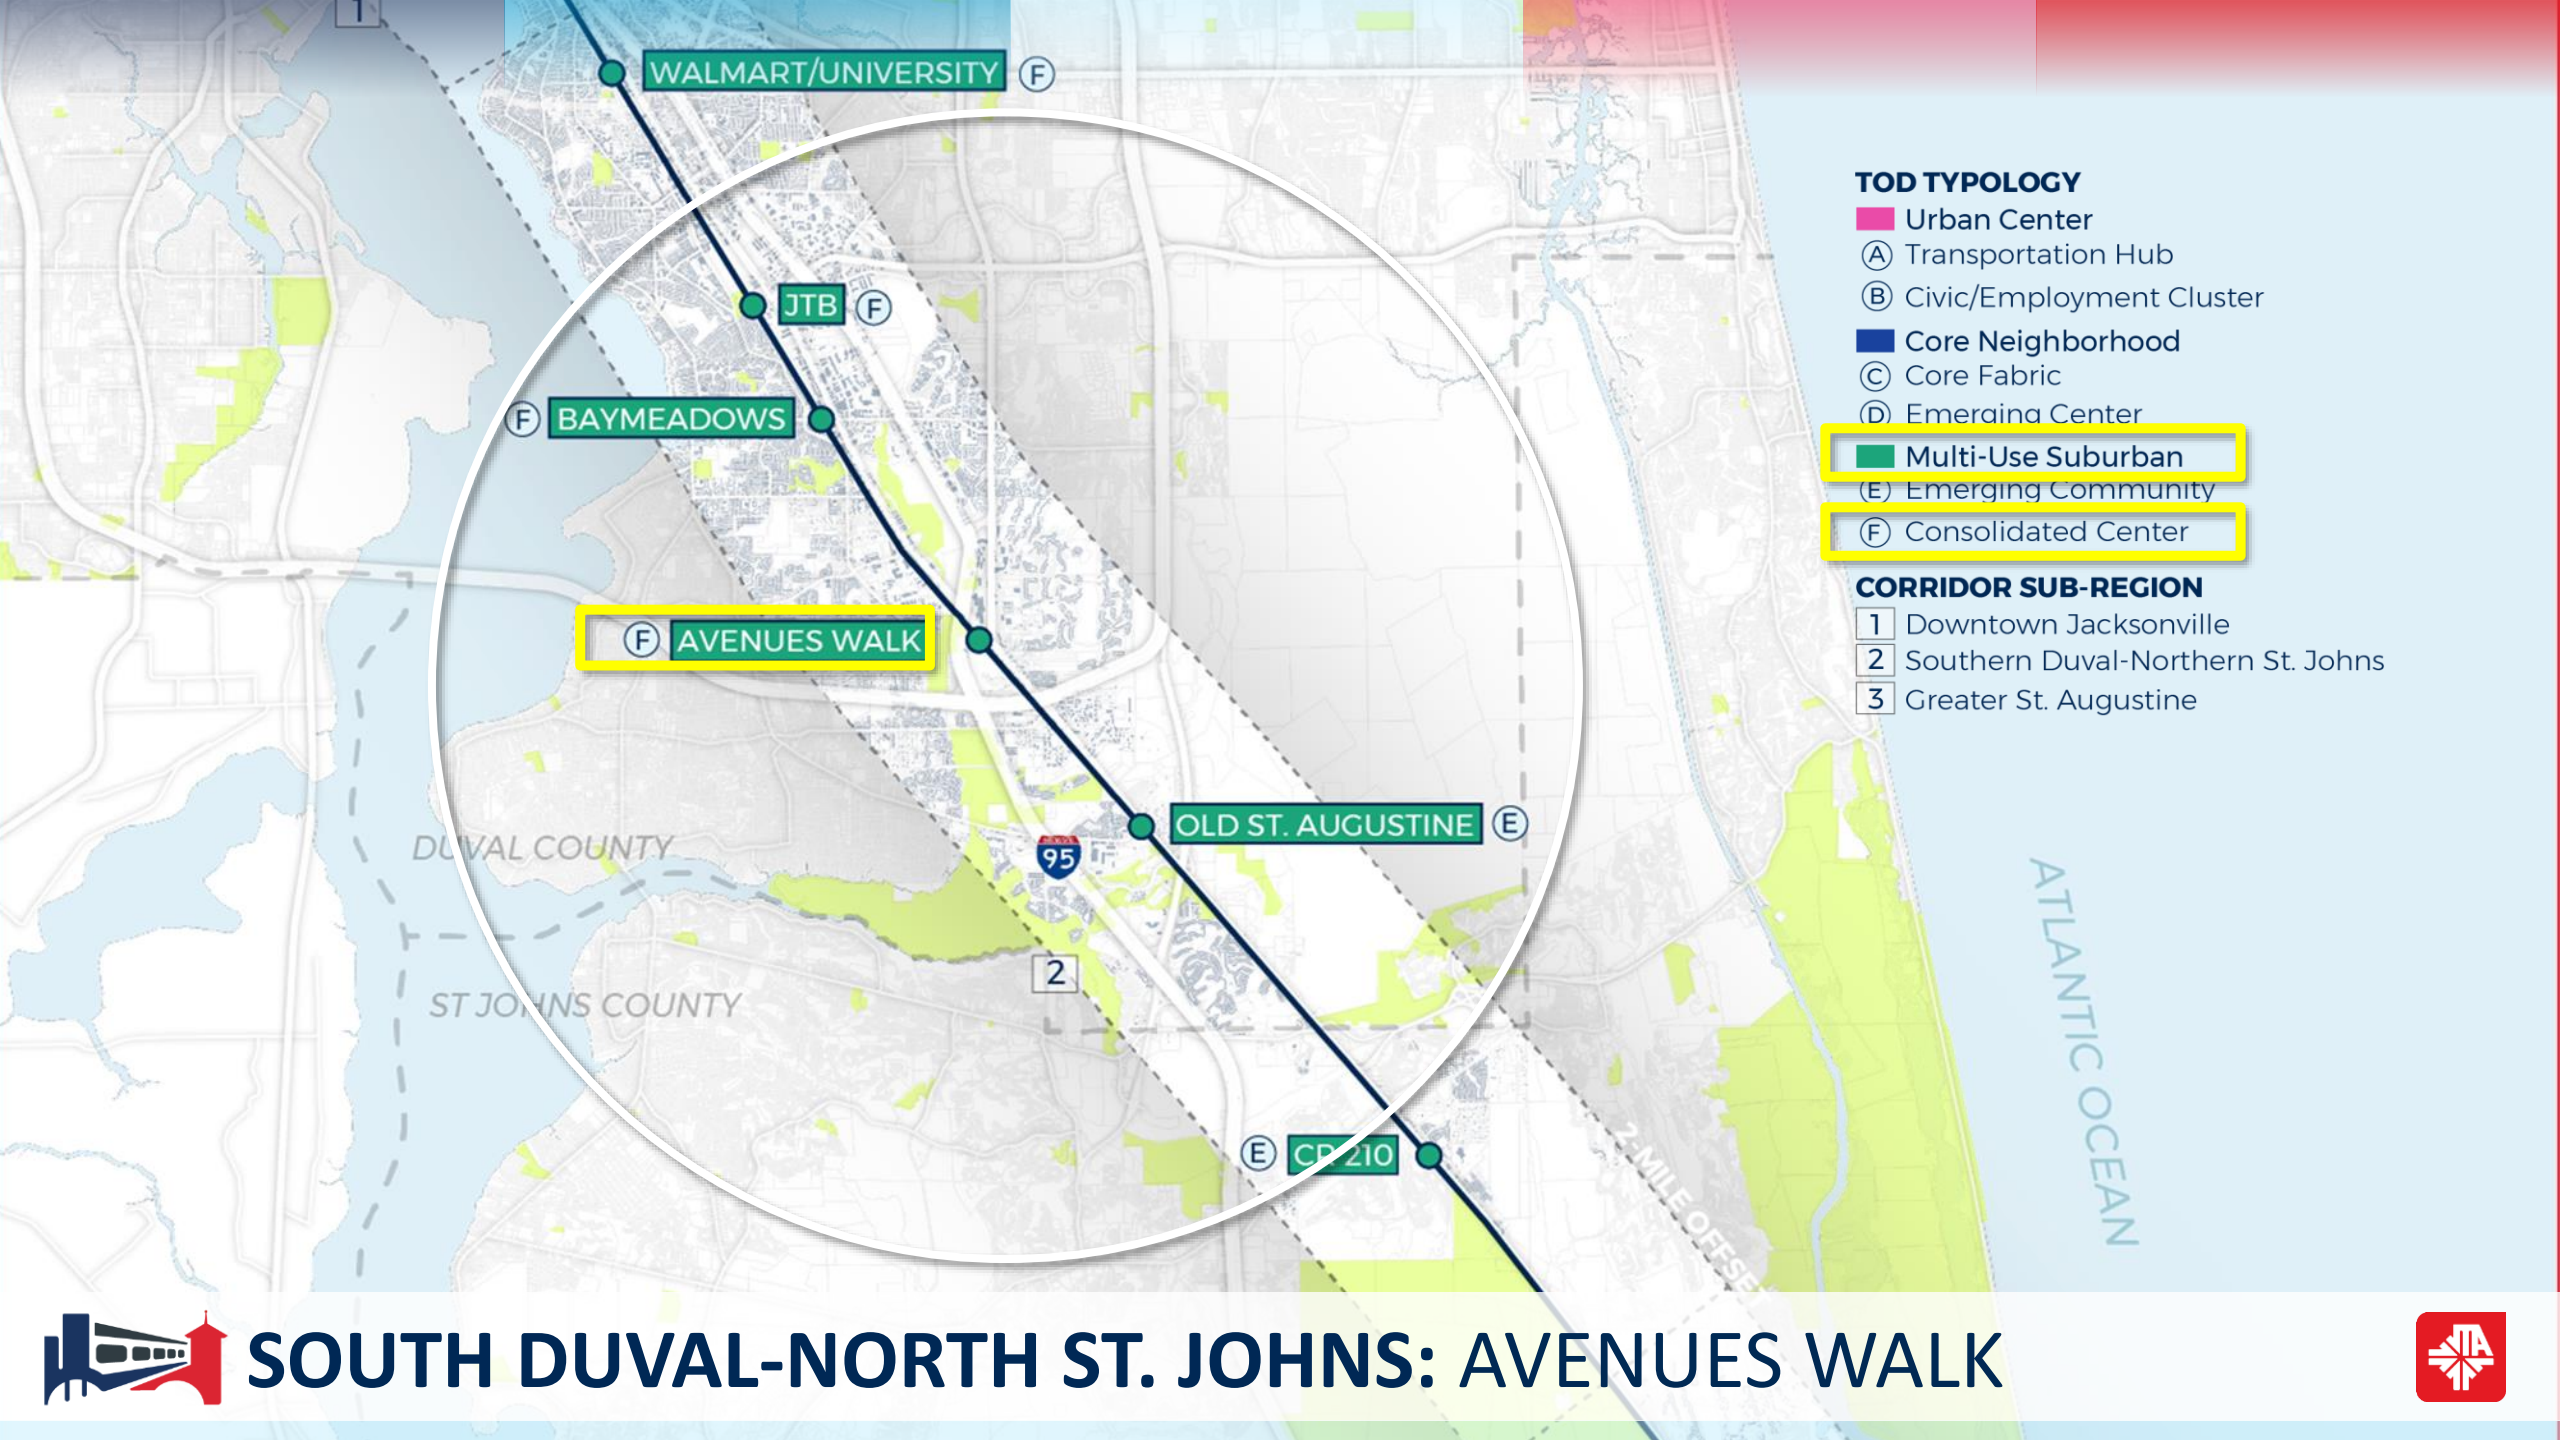 1
WALMART/UNIVERSITY F
JTB F
F BAYMEADOWS
F AVENUES WALK
OLD ST. AUGUSTINE E
95
DUVAL COUNTY
2
ST JOHNS COUNTY
E CR 210
2-MILE OFFSET
ATLANTIC OCEAN
TOD TYPOLOGY
Urban Center
A Transportation Hub
B Civic/Employment Cluster
Core Neighborhood
C Core Fabric
D Emerging Center
Multi-Use Suburban
E Emerging Community
F Consolidated Center
CORRIDOR SUB-REGION
1 Downtown Jacksonville
2 Southern Duval-Northern St. Johns
3 Greater St. Augustine
SOUTH DUVAL-NORTH ST. JOHNS: AVENUES WALK
JTA